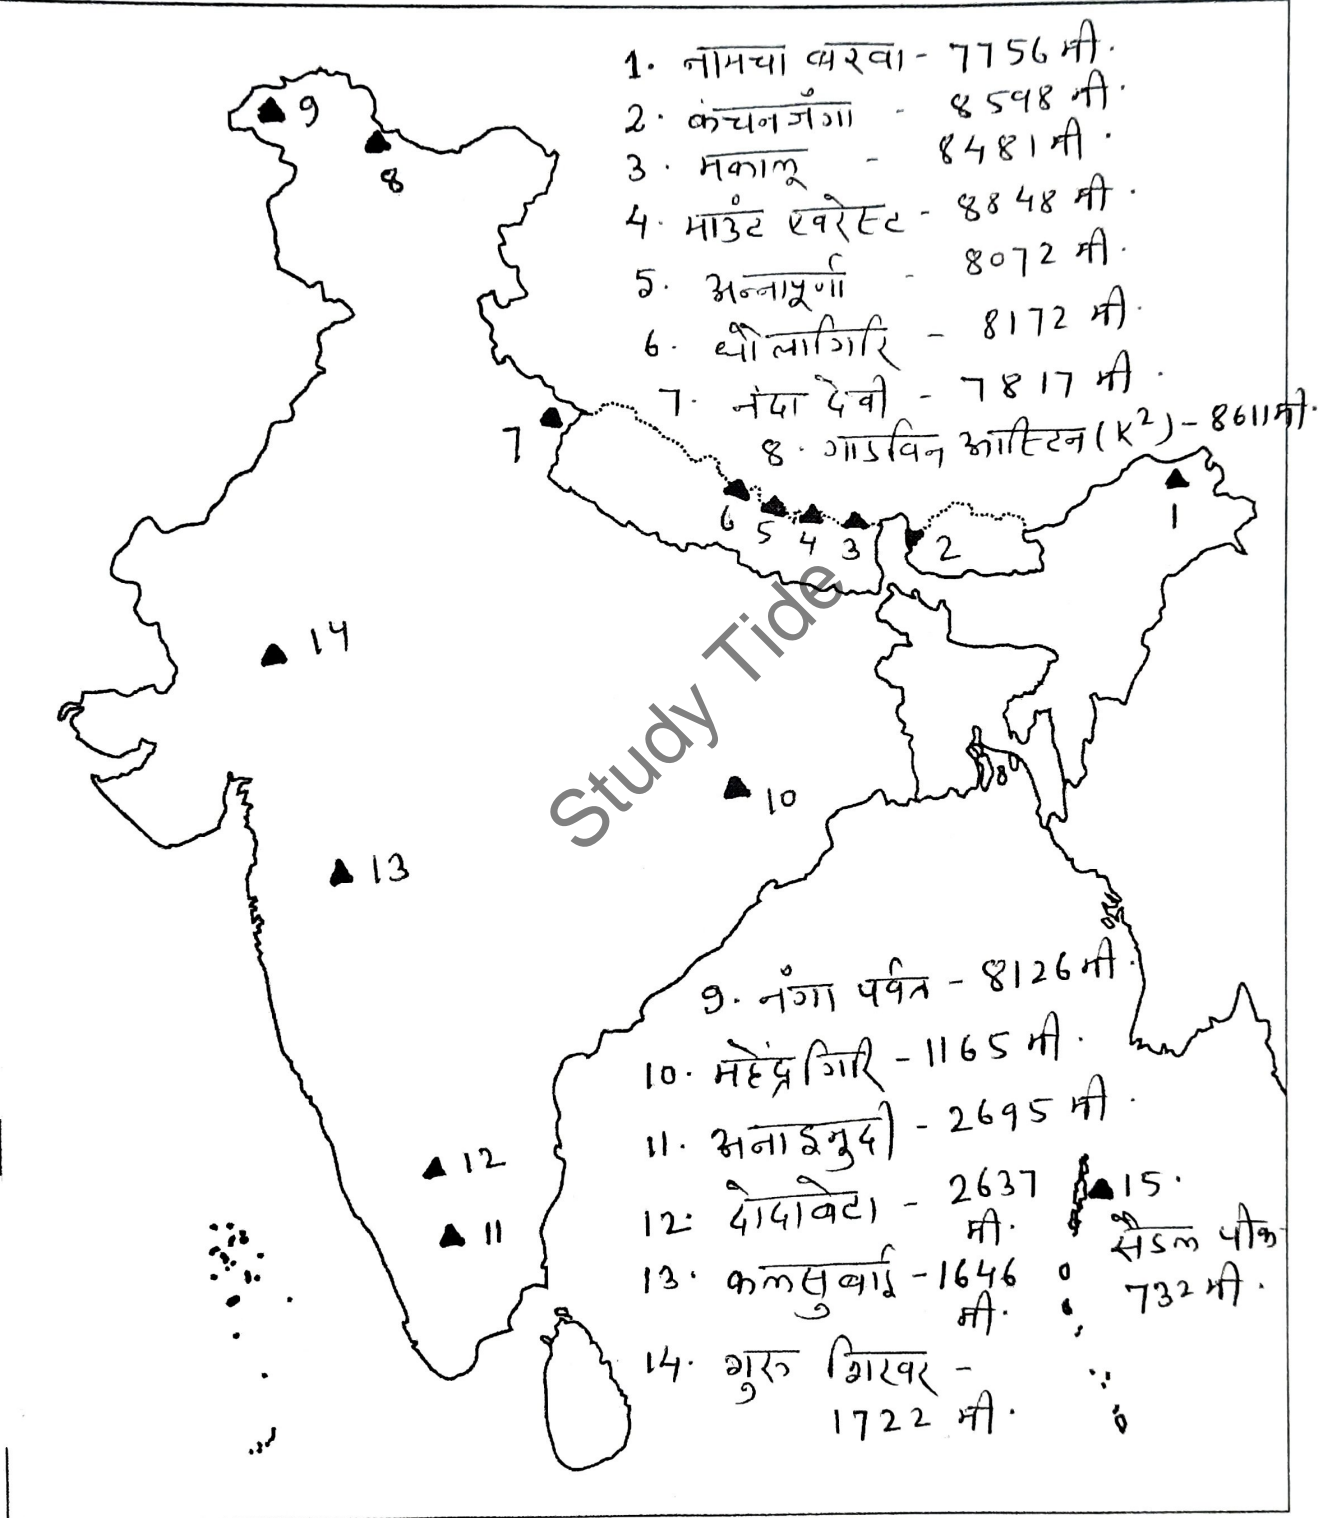 1. नामचा बरवा - 7756 मी.
2. कंचनजँगा - 8598 मी.
3. मकालू - 8481 मी.
4. माउंट एवरेस्ट - 8848 मी.
5. अन्नापूर्णा - 8072 मी.
6. धौलागिरि - 8172 मी.
7. नंदा देवी - 7817 मी.
8. गाडविन आस्टिन (K²) - 8611 मी.
9
8
7
6
5
4
3
2
1
14
Study Tide
10
13
9. नँगा पर्वत - 8126 मी.
10. महेंद्रगिरि - 1165 मी.
11. अनाइमुदी - 2695 मी.
12
12. दोदाबेटा - 2637
मी.
15.
सैडल पीक
732 मी.
11
13. कलसुबाई - 1646
मी.
14. गुरु शिखर -
1722 मी.